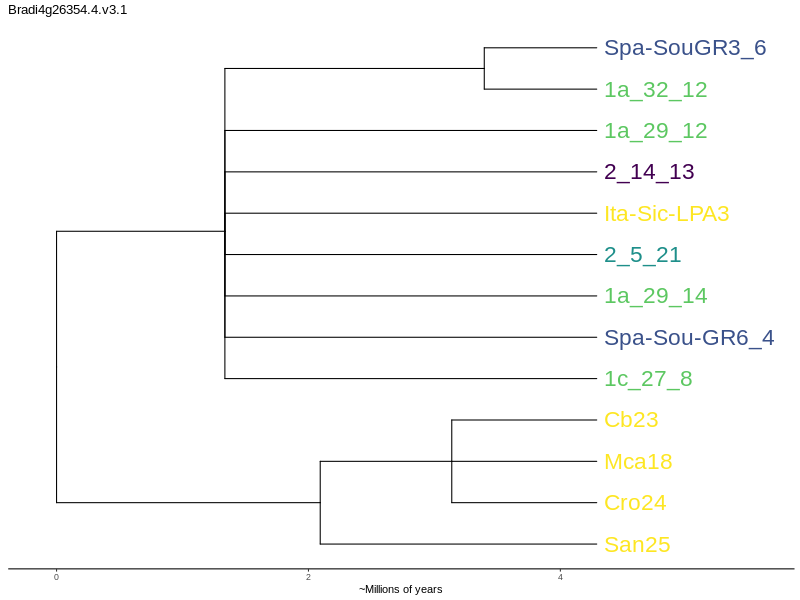 Bradi4g26354.4.v3.1
Spa-SouGR3_6
1a_32_12
1a_29_12
2_14_13
Ita-Sic-LPA3
2_5_21
1a_29_14
Spa-Sou-GR6_4
1c_27_8
Cb23
Mca18
Cro24
San25
0 2 4
~Millions of years